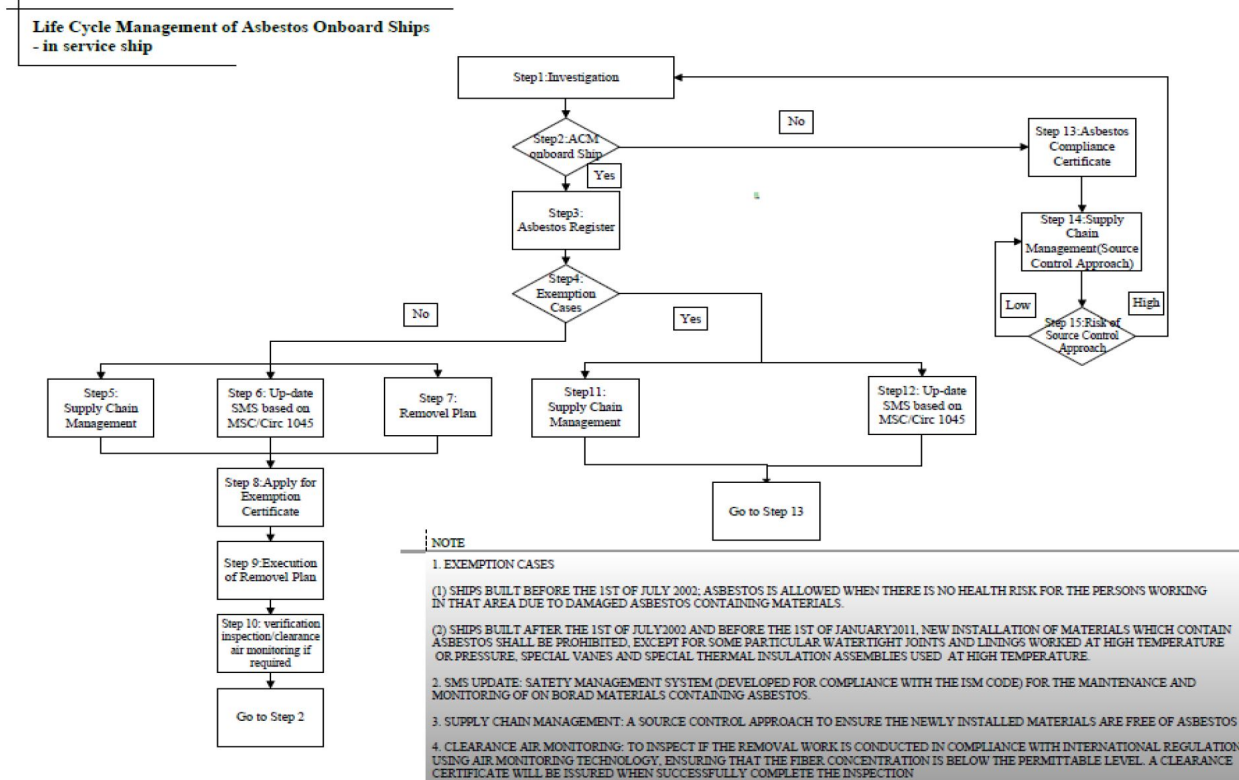 Life Cycle Management of Asbestos Onboard Ships
- in service ship
Step1:Investigation
No
Step2:ACM
onboard Ship
Yes
Step 13:Asbestos
Compliance
Certificate
Step3:
Asbestos Register
Step 14:Supply
Chain
Management(Source
Control Approach)
Step4:
Exemption
Cases
No
Yes
Low
High
Step 15:Risk of
Source Control
Approach
Step5:
Supply Chain
Management
Step 6: Up-date
SMS based on
MSC/Circ 1045
Step 7:
Removel Plan
Step11:
Supply Chain
Management
Step12: Up-date
SMS based on
MSC/Circ 1045
Step 8:Apply for
Exemption
Certificate
Go to Step 13
Step 9:Execution
of Removel Plan
Step 10: verification
inspection/clearance
air monitoring if
required
Go to Step 2
NOTE
1. EXEMPTION CASES
(1) SHIPS BUILT BEFORE THE 1ST OF JULY 2002; ASBESTOS IS ALLOWED WHEN THERE IS NO HEALTH RISK FOR THE PERSONS WORKING
IN THAT AREA DUE TO DAMAGED ASBESTOS CONTAINING MATERIALS.
(2) SHIPS BUILT AFTER THE 1ST OF JULY2002 AND BEFORE THE 1ST OF JANUARY2011, NEW INSTALLATION OF MATERIALS WHICH CONTAIN
ASBESTOS SHALL BE PROHIBITED, EXCEPT FOR SOME PARTICULAR WATERTIGHT JOINTS AND LININGS WORKED AT HIGH TEMPERATURE
OR PRESSURE, SPECIAL VANES AND SPECIAL THERMAL INSULATION ASSEMBLIES USED AT HIGH TEMPERATURE.
2. SMS UPDATE: SATETY MANAGEMENT SYSTEM (DEVELOPED FOR COMPLIANCE WITH THE ISM CODE) FOR THE MAINTENANCE AND
MONITORING OF ON BORAD MATERIALS CONTAINING ASBESTOS.
3. SUPPLY CHAIN MANAGEMENT: A SOURCE CONTROL APPROACH TO ENSURE THE NEWLY INSTALLED MATERIALS ARE FREE OF ASBESTOS
4. CLEARANCE AIR MONITORING: TO INSPECT IF THE REMOVAL WORK IS CONDUCTED IN COMPLIANCE WITH INTERNATIONAL REGULATION
USING AIR MONITORING TECHNOLOGY, ENSURING THAT THE FIBER CONCENTRATION IS BELOW THE PERMITTABLE LEVEL. A CLEARANCE
CERTIFICATE WILL BE ISSURED WHEN SUCCESSFULLY COMPLETE THE INSPECTION